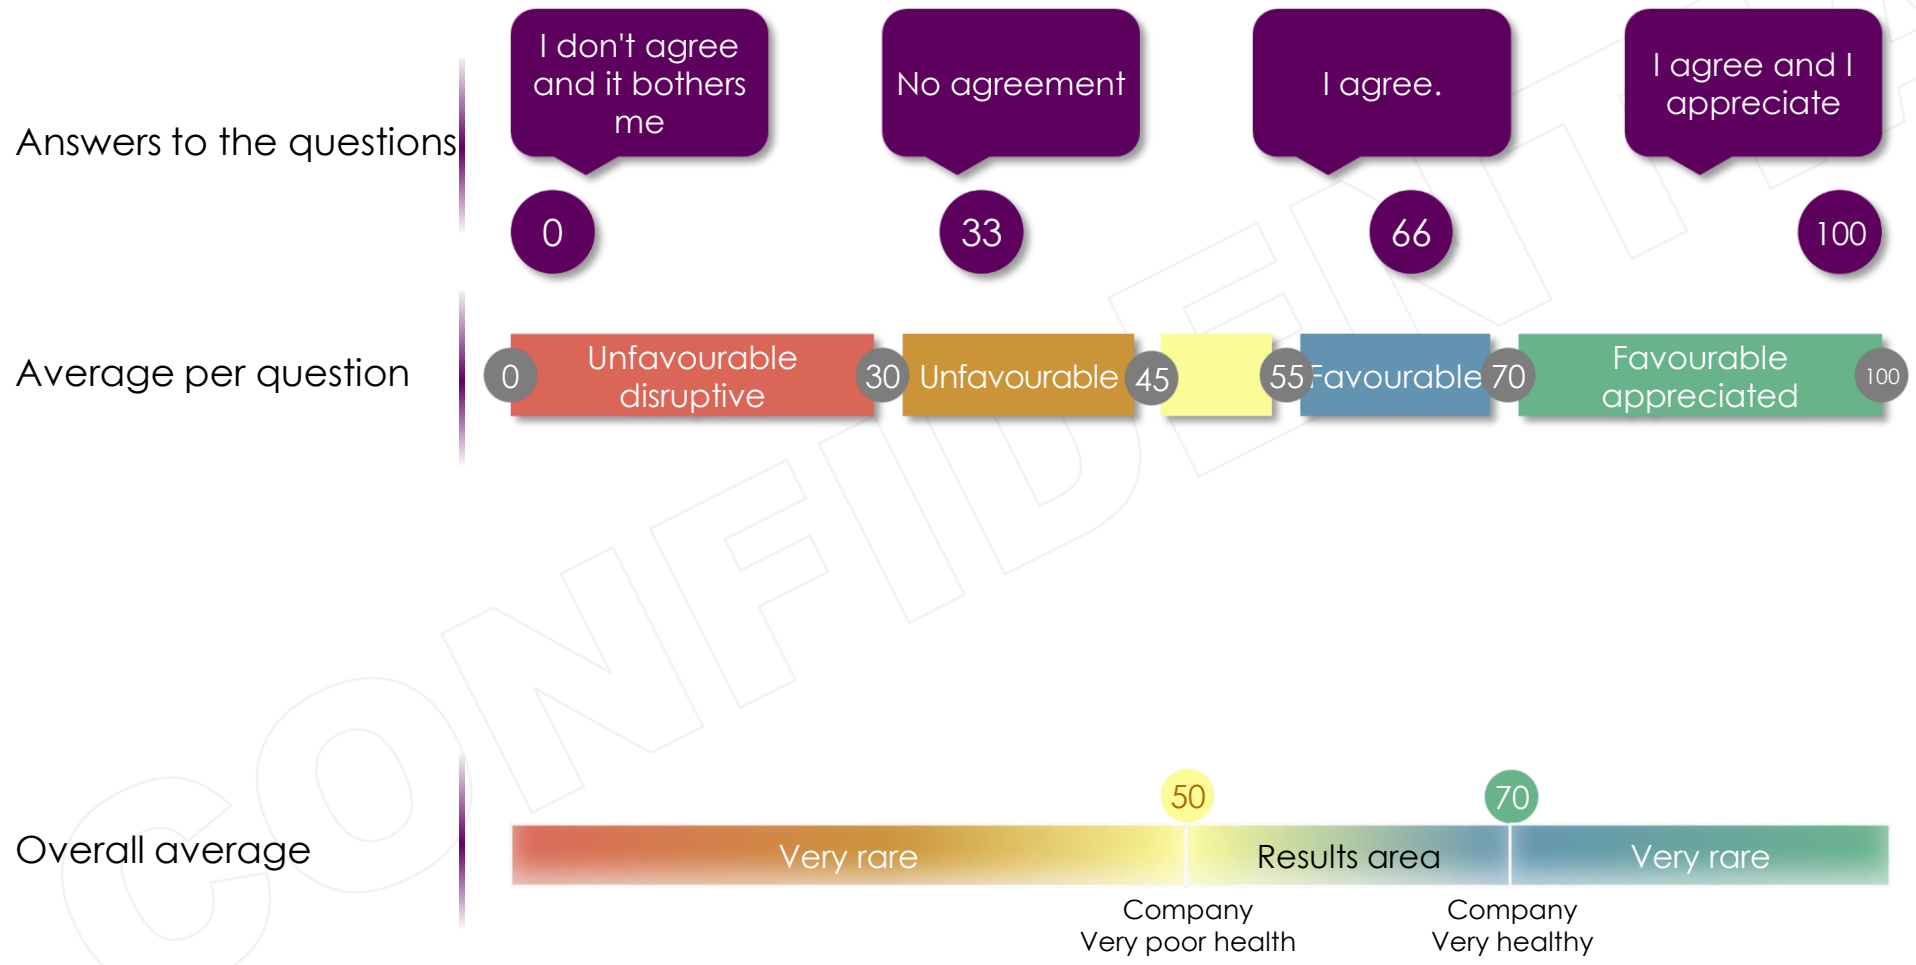 I don't agree
and it bothers
me
No agreement
I agree.
I agree and I
appreciate
Answers to the questions
0
33
66
100
Average per question
0
Unfavourable
disruptive
30
Unfavourable
45
55
Favourable
70
Favourable
appreciated
100
50
70
Overall average
Very rare
Results area
Very rare
Company
Very poor health
Company
Very healthy
CONFIDENTIA